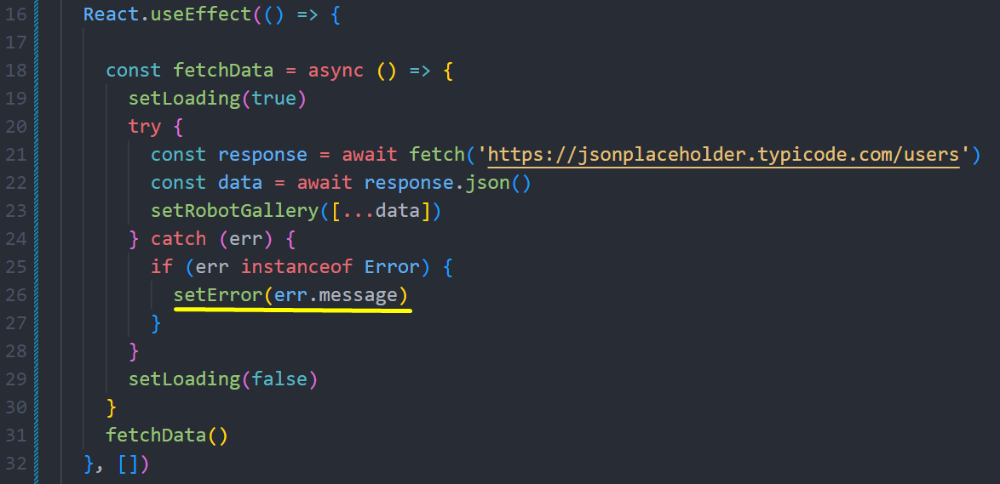 16 React.useEffect(() => {
17
18 const fetchData = async () => {
19 setLoading(true)
20 try {
21 const response = await fetch('https://jsonplaceholder.typicode.com/users')
22 const data = await response.json()
23 setRobotGallery([...data])
24 } catch (err) {
25 if (err instanceof Error) {
26 setError(err.message)
27 }
28 }
29 setLoading(false)
30 }
31 fetchData()
32 }, [])